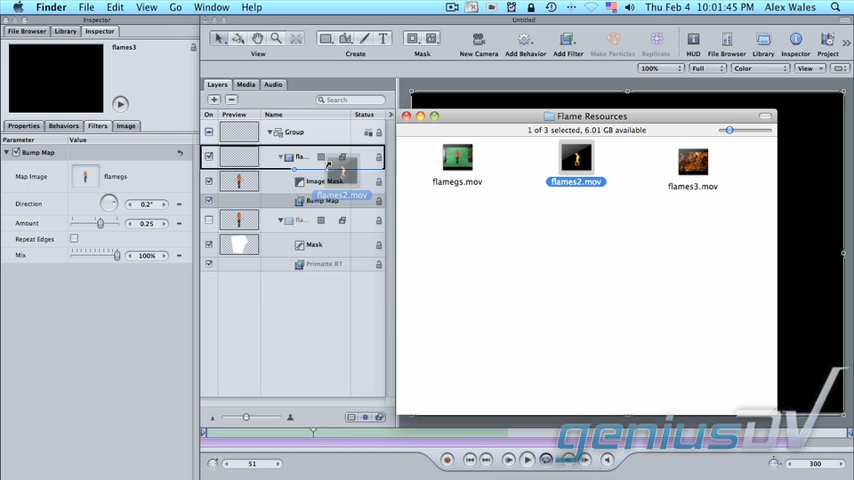 Finder File Edit View Go Window Help Thu Feb 4 10:01:45 PM Alex Wales
Inspector Untitled
File Browser Library Inspector
flames3
View Create Mask New Camera Add Behavior Add Filter Make Particles Replicate HUD File Browser Library Inspector
100% Full Color View
Layers Media Audio
Search
On Preview Name Status
Properties Behaviors Filters Image
Parameter Value
Bump Map
Map Image flamegs
Direction 0.2°
Amount 0.25
Repeat Edges
Mix 100%
Group
fla...
Image Mask
flames2.mov
Bump Map
fla...
Mask
Primatte RT
Flame Resources
1 of 3 selected, 6.01 GB available
flamegs.mov flames2.mov flames3.mov
51 300
geniusDV